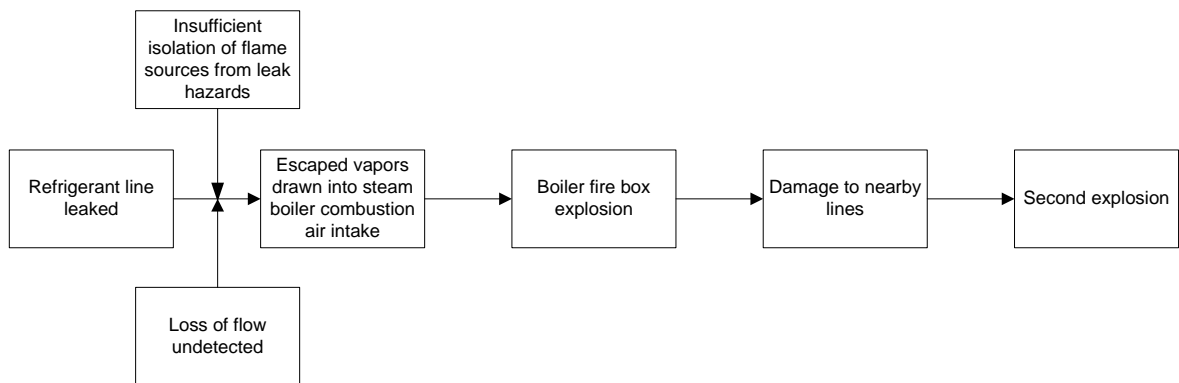 Insufficient
isolation of flame
sources from leak
hazards
Refrigerant line
leaked
Escaped vapors
drawn into steam
boiler combustion
air intake
Boiler fire box
explosion
Damage to nearby
lines
Second explosion
Loss of flow
undetected